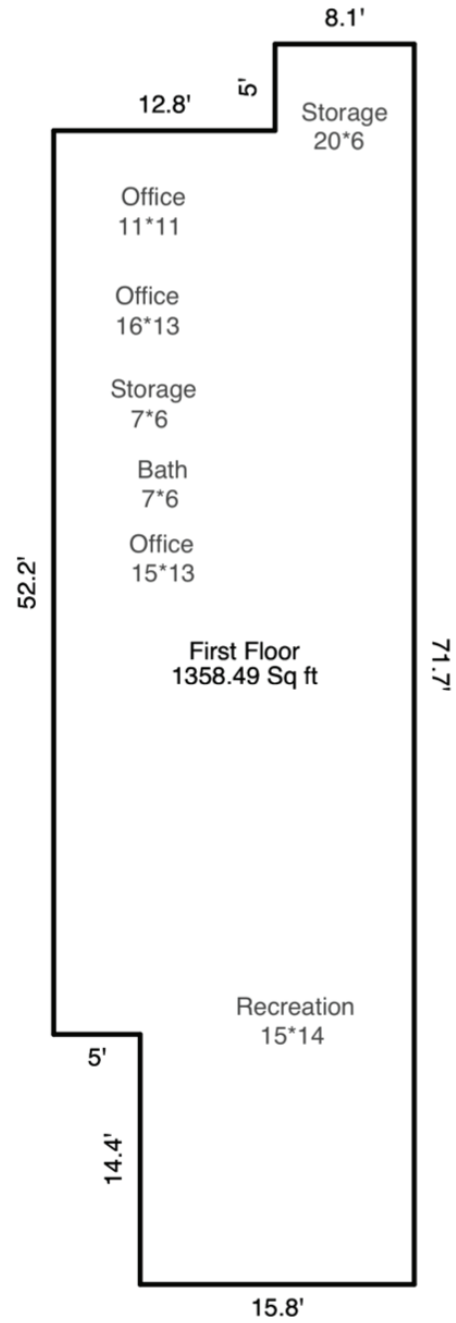 8.1'
5'
12.8'
Storage
20*6
Office
11*11
Office
16*13
Storage
7*6
Bath
7*6
Office
15*13
52.2'
First Floor
1358.49 Sq ft
71.7'
Recreation
15*14
5'
14.4'
15.8'